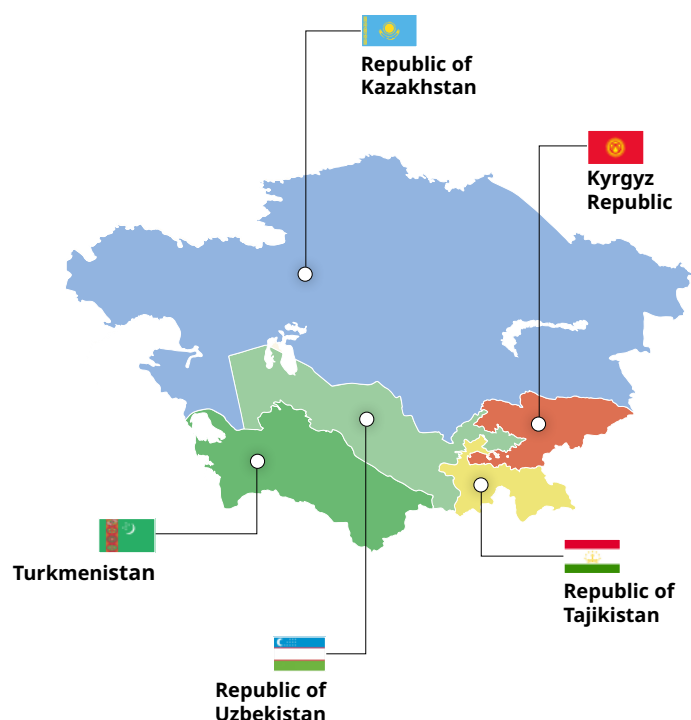 Republic of
Kazakhstan
Kyrgyz
Republic
Turkmenistan
Republic of
Tajikistan
Republic of
Uzbekistan